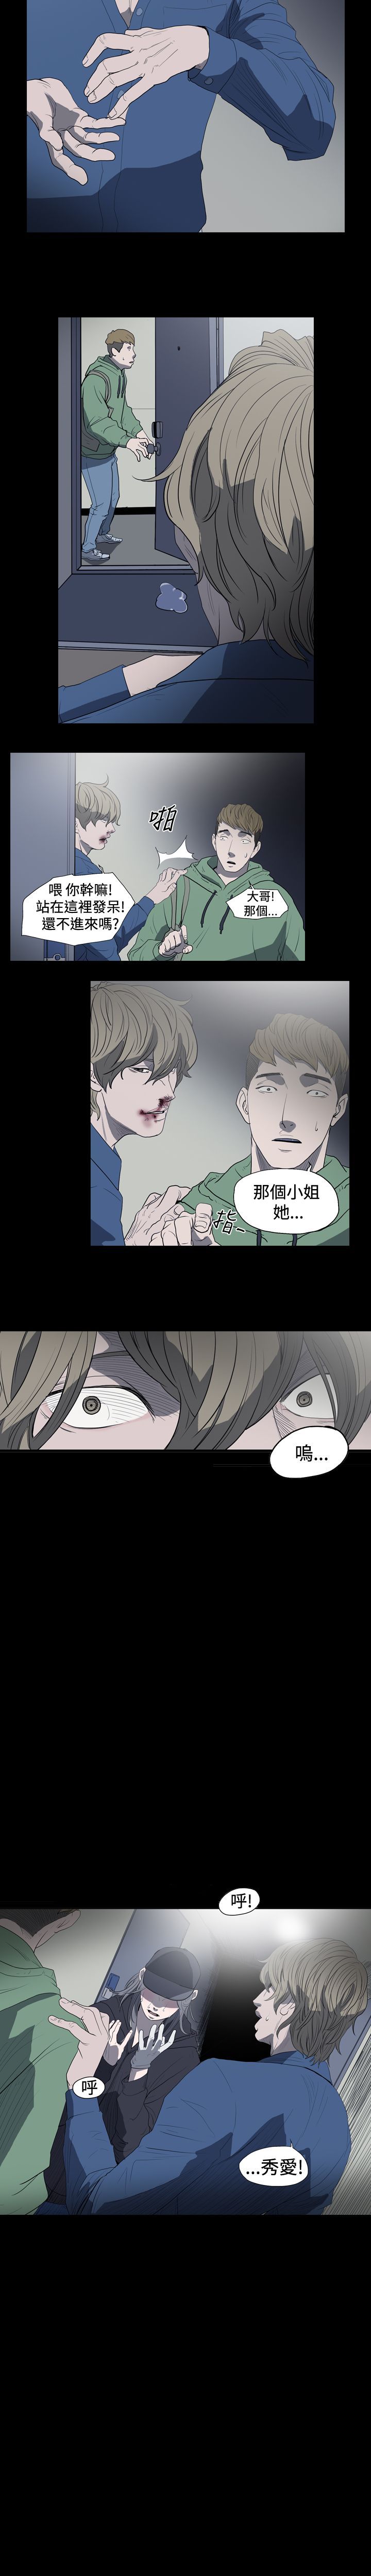 啪
喂 你幹嘛!
站在這裡發呆!
還不進來嗎?
大哥!
那個...
那個小姐
她...
指-
嗚...
呼!
呼
...秀愛!